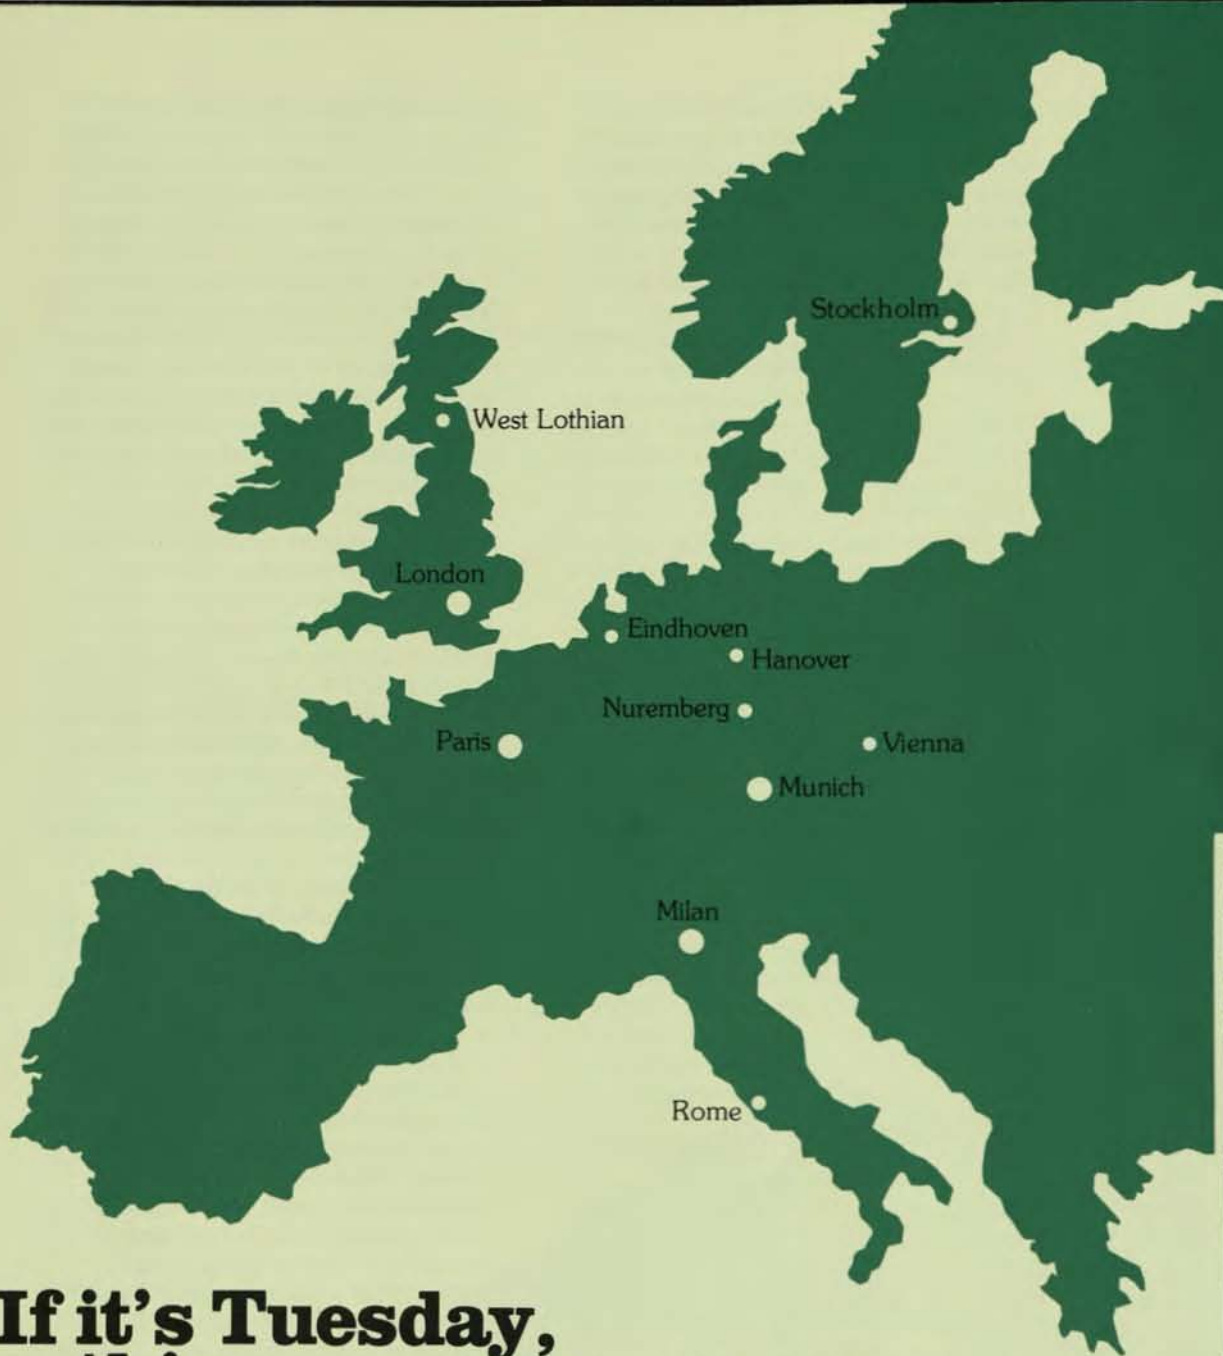 Stockholm
West Lothian
London
Eindhoven
Hanover
Nuremberg
Paris
Vienna
Munich
Milan
Rome
If it's Tuesday,